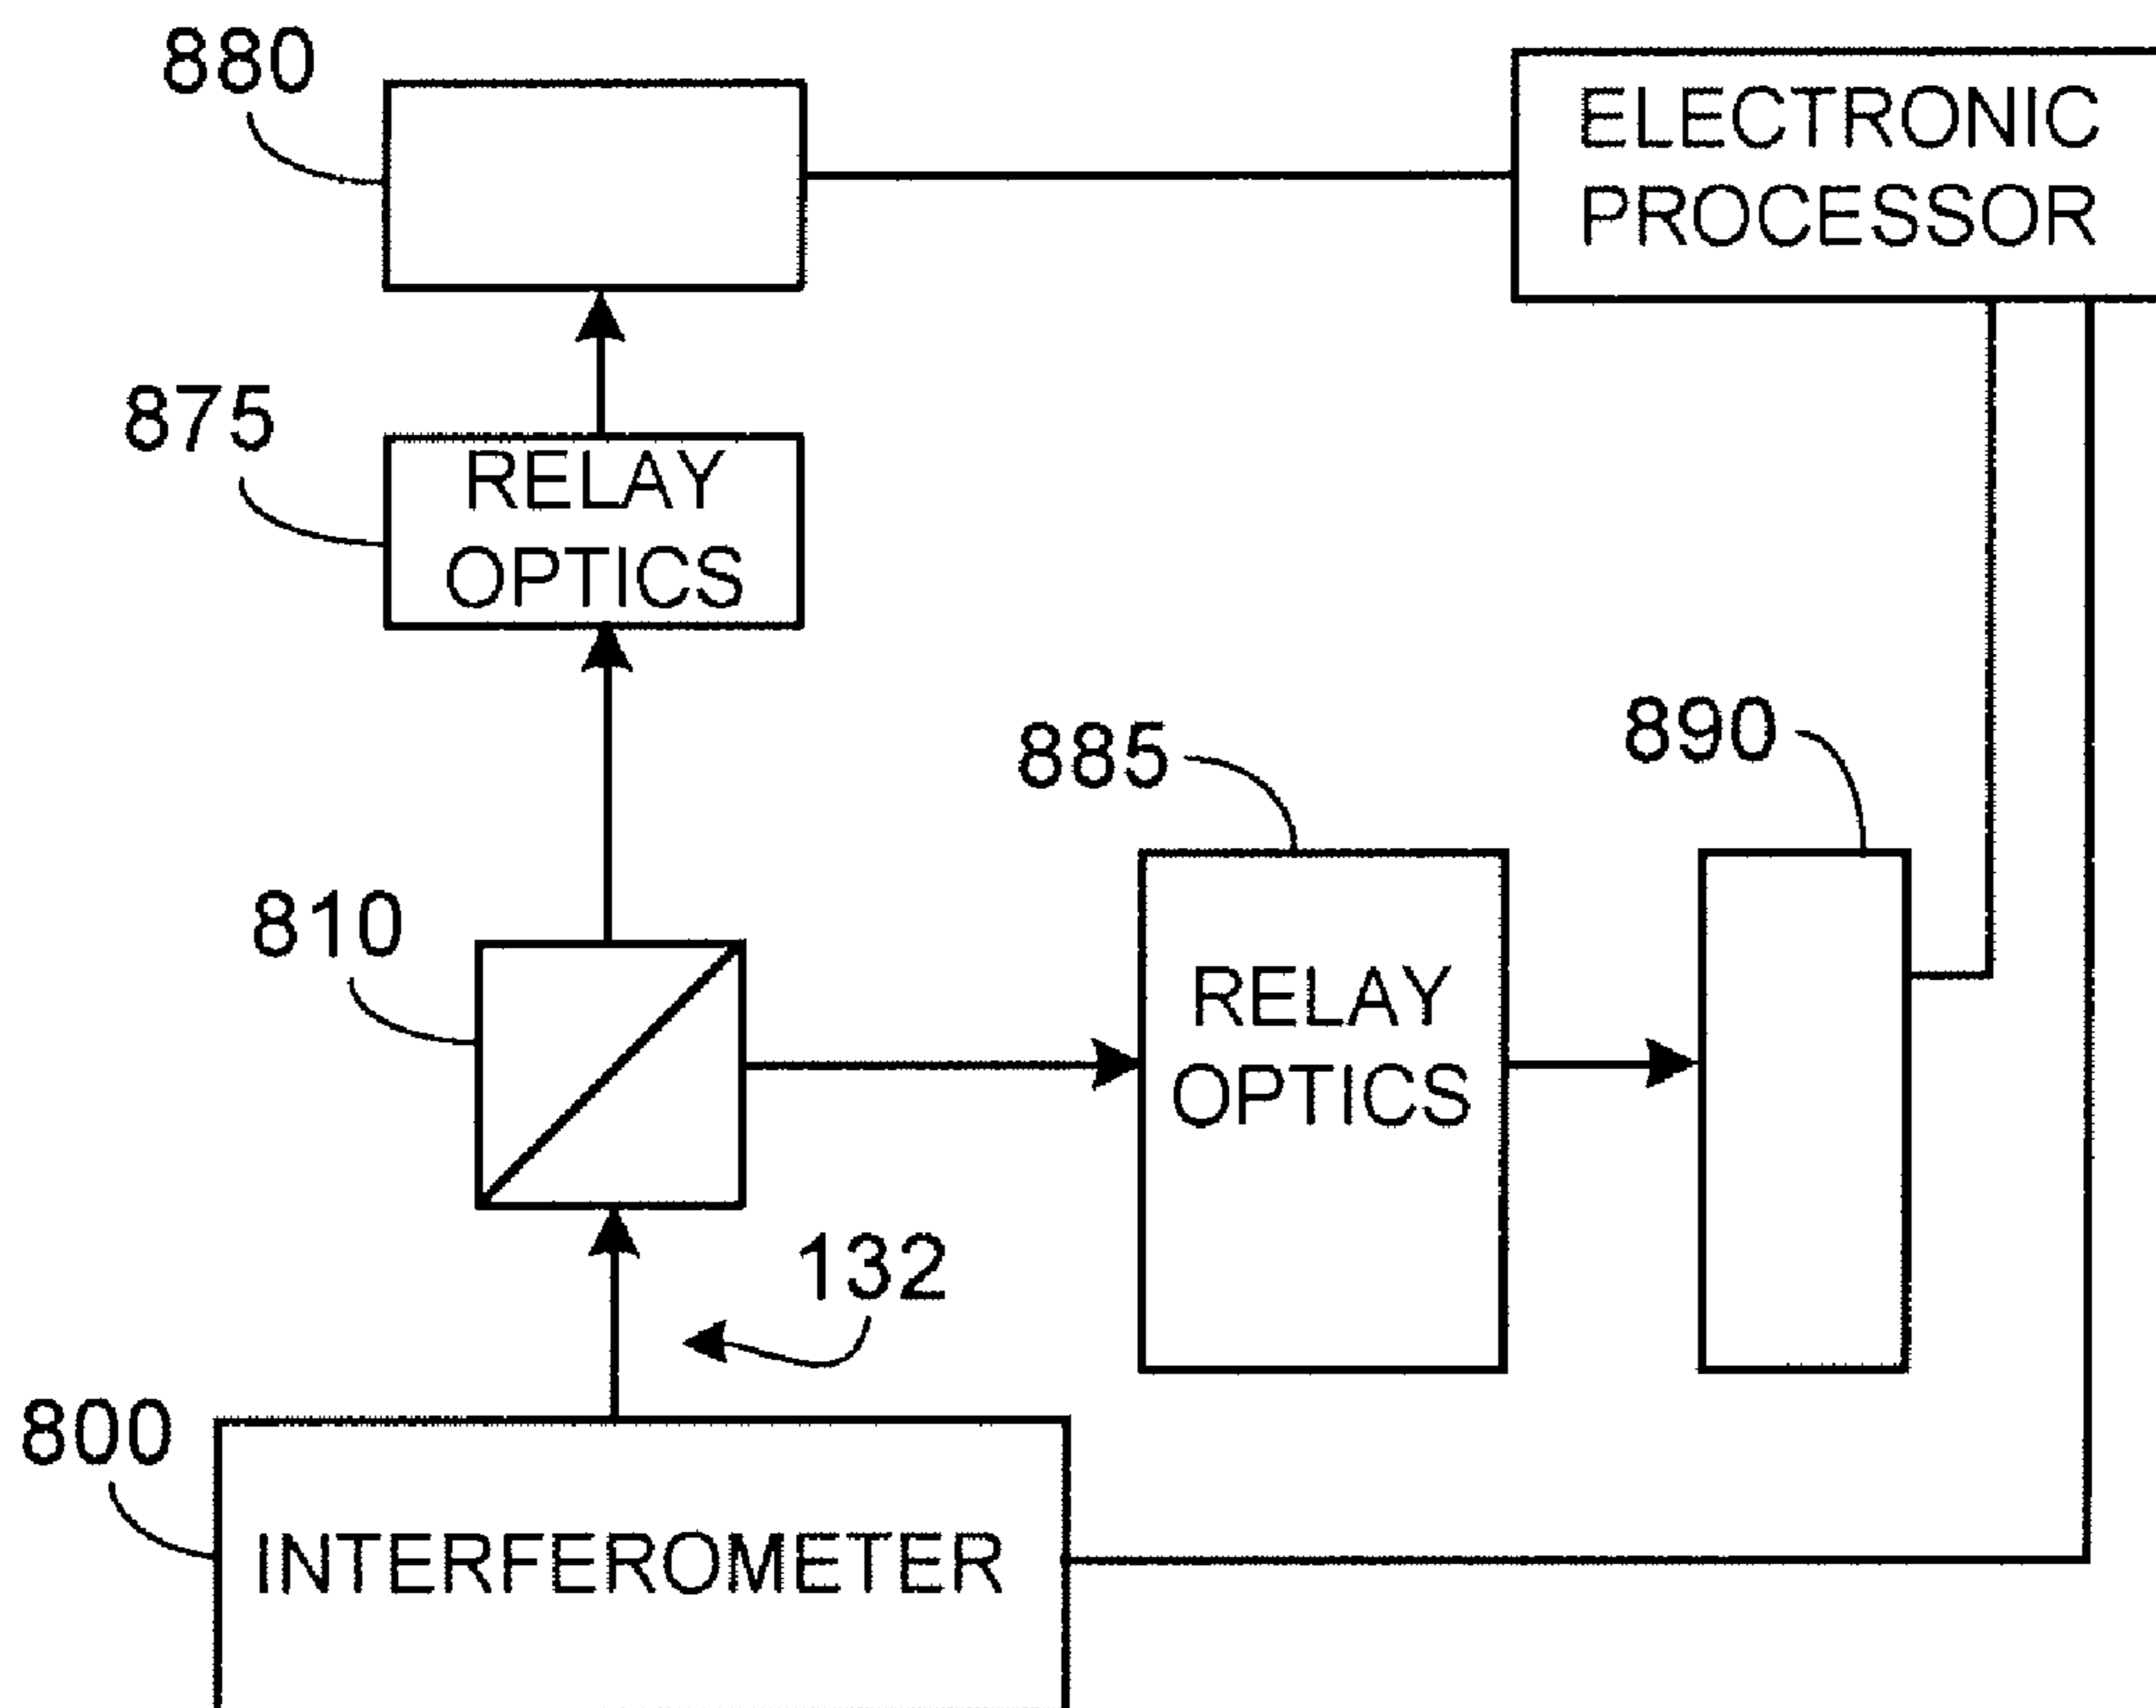 880
ELECTRONIC
PROCESSOR
875
RELAY
OPTICS
885
890
810
RELAY
OPTICS
132
800
INTERFEROMETER